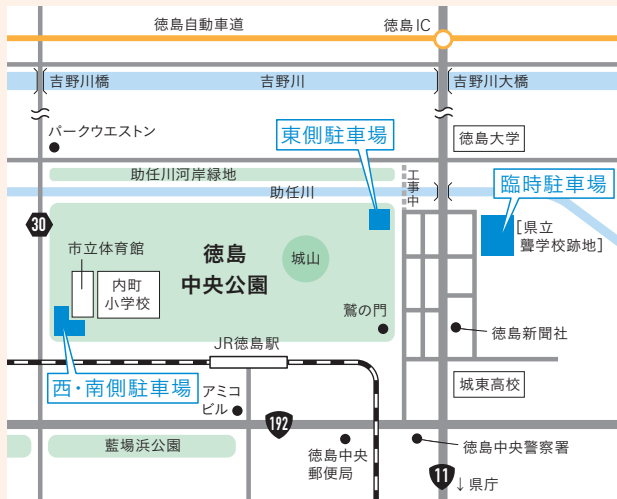 徳島自動車道
徳島IC
吉野川橋
吉野川
吉野川大橋
パークウエストン
東側駐車場
徳島大学
助任川河岸緑地
助任川
工事中
臨時駐車場
30
[県立
聾学校跡地]
市立体育館
徳島
中央公園
城山
内町
小学校
鷲の門
JR徳島駅
徳島新聞社
西・南側駐車場
アミコ
ビル
城東高校
192
藍場浜公園
徳島中央
郵便局
徳島中央警察署
11
↓県庁